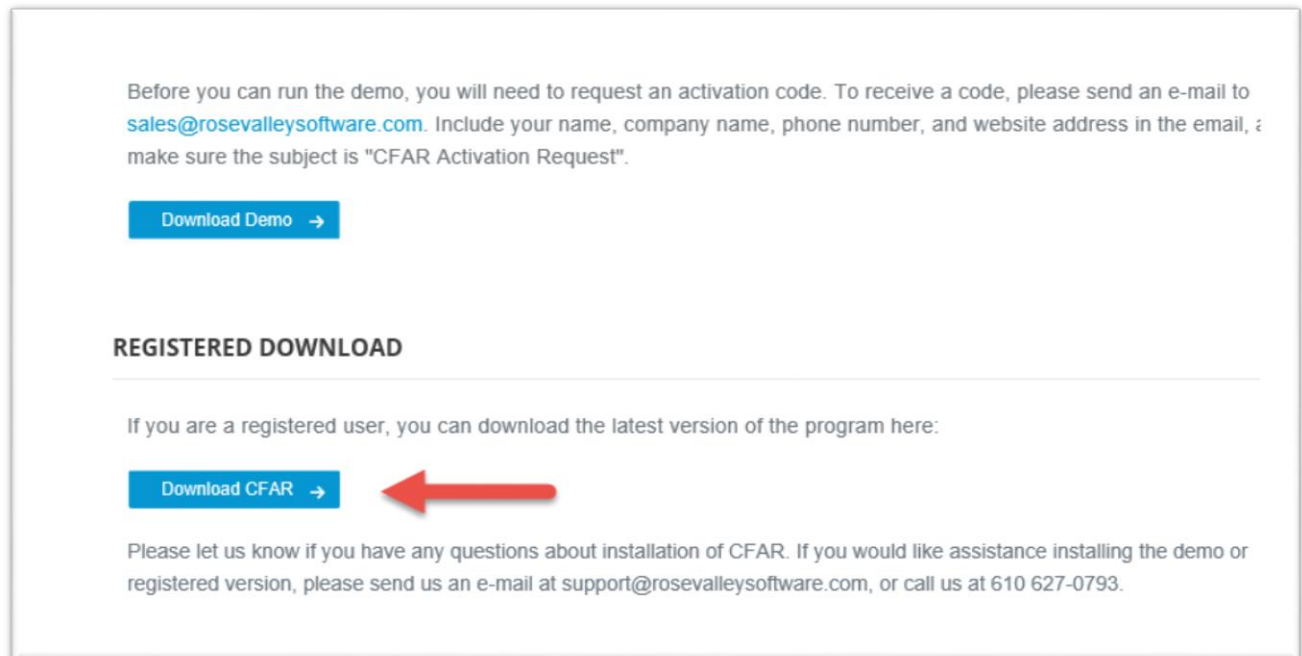 Before you can run the demo, you will need to request an activation code. To receive a code, please send an e-mail to
sales@rosevalleysoftware.com. Include your name, company name, phone number, and website address in the email,
make sure the subject is "CFAR Activation Request".
Download Demo →
REGISTERED DOWNLOAD
If you are a registered user, you can download the latest version of the program here:
Download CFAR →
Please let us know if you have any questions about installation of CFAR. If you would like assistance installing the demo or
registered version, please send us an e-mail at support@rosevalleysoftware.com, or call us at 610 627-0793.